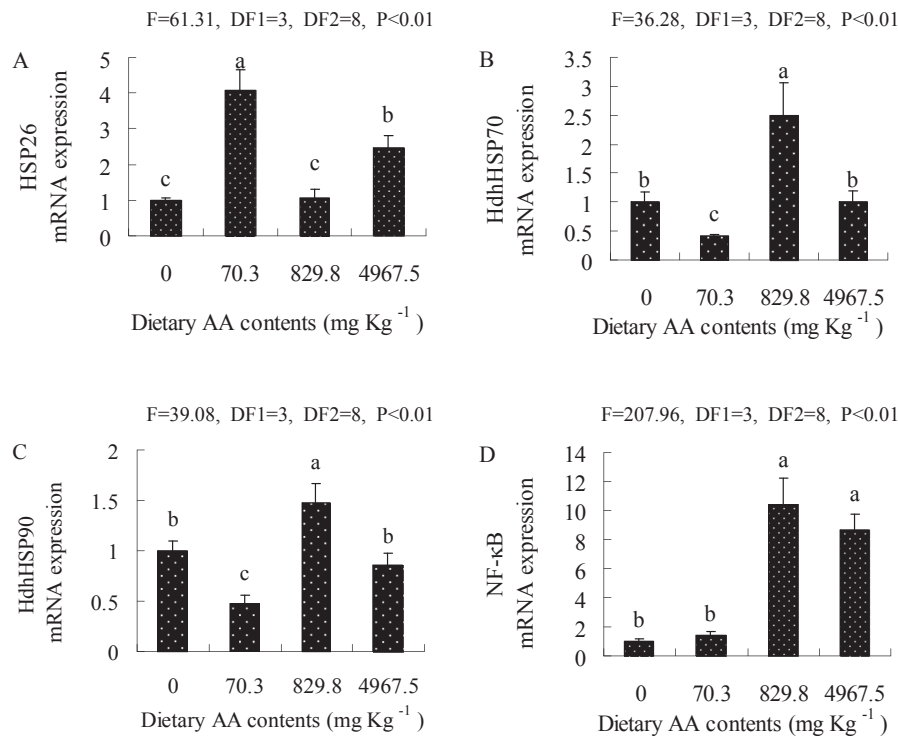 F=61.31, DF1=3, DF2=8, P<0.01
A
HSP26
mRNA expression
5
4
3
2
1
0
c
a
c
b
0 70.3 829.8 4967.5
Dietary AA contents (mg Kg⁻¹)
F=36.28, DF1=3, DF2=8, P<0.01
B
HdhHSP70
mRNA expression
3.5
3
2.5
2
1.5
1
0.5
0
b
c
a
b
0 70.3 829.8 4967.5
Dietary AA contents (mg Kg⁻¹)
F=39.08, DF1=3, DF2=8, P<0.01
C
HdhHSP90
mRNA expression
2
1.5
1
0.5
0
b
c
a
b
0 70.3 829.8 4967.5
Dietary AA contents (mg Kg⁻¹)
F=207.96, DF1=3, DF2=8, P<0.01
D
NF-κB
mRNA expression
14
12
10
8
6
4
2
0
b
b
a
a
0 70.3 829.8 4967.5
Dietary AA contents (mg Kg⁻¹)